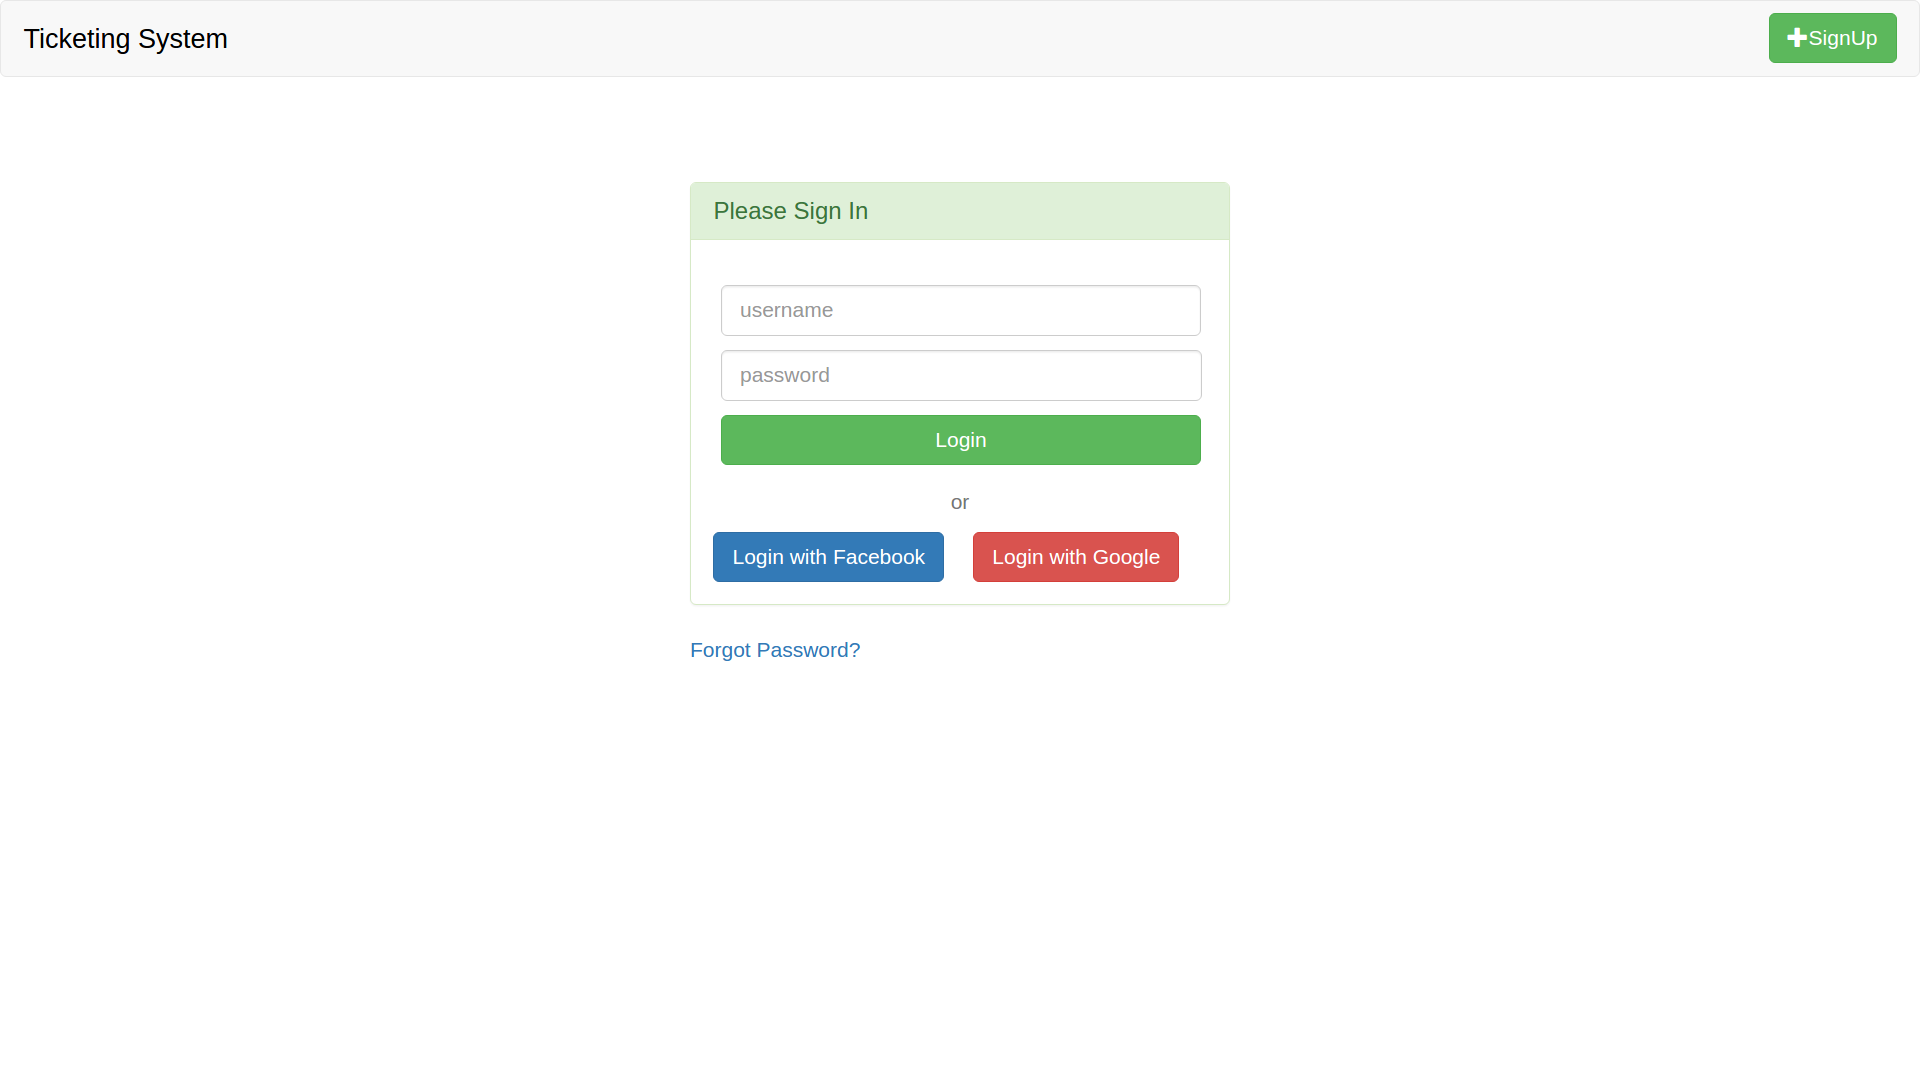 Ticketing System
SignUp
Please Sign In
username
password
Login
or
Login with Facebook
Login with Google
Forgot Password?